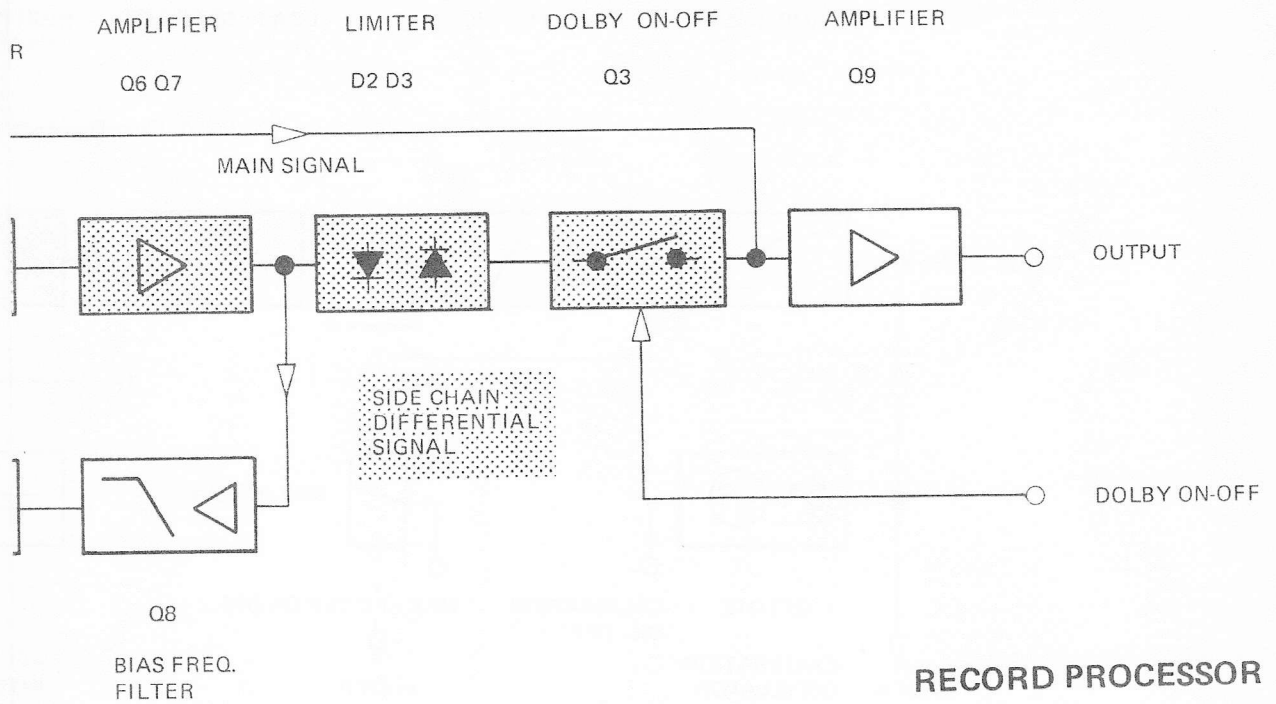 AMPLIFIER
LIMITER
DOLBY ON-OFF
AMPLIFIER
R
Q6 Q7
D2 D3
Q3
Q9
MAIN SIGNAL
OUTPUT
SIDE CHAIN
DIFFERENTIAL
SIGNAL
DOLBY ON-OFF
Q8
BIAS FREQ.
FILTER
RECORD PROCESSOR